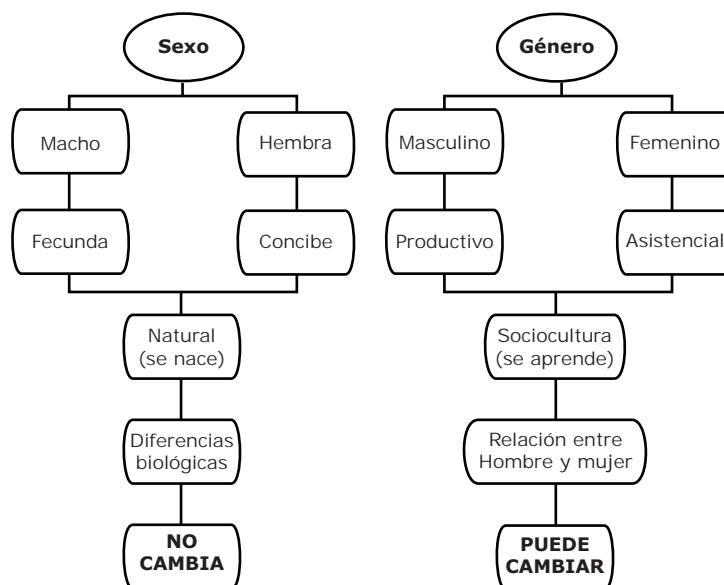 Sexo
Género
Macho
Hembra
Masculino
Femenino
Fecunda
Concibe
Productivo
Asistencial
Natural
(se nace)
Sociocultura
(se aprende)
Diferencias
biológicas
Relación entre
Hombre y mujer
NO
CAMBIA
PUEDE
CAMBIAR